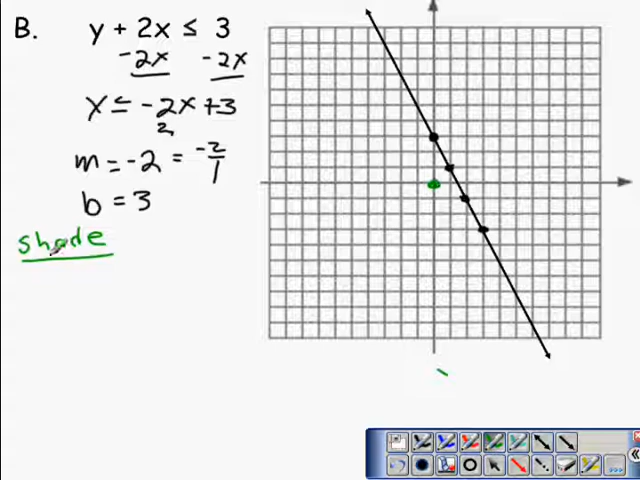 B. y + 2x ≤ 3
-2x -2x
y ≤ -2x +3
m = -2 = -2/1
b = 3
shade